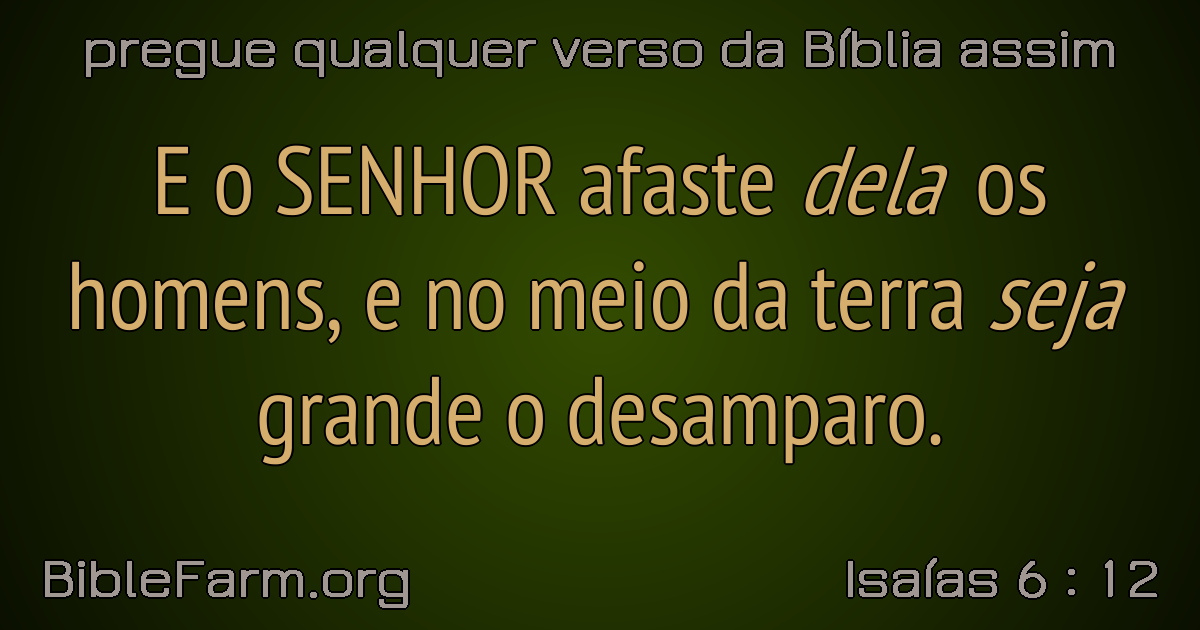 pregue qualquer verso da Bíblia assim
E o SENHOR afaste dela os
homens, e no meio da terra seja
grande o desamparo.
BibleFarm.org
Isaías 6 : 12